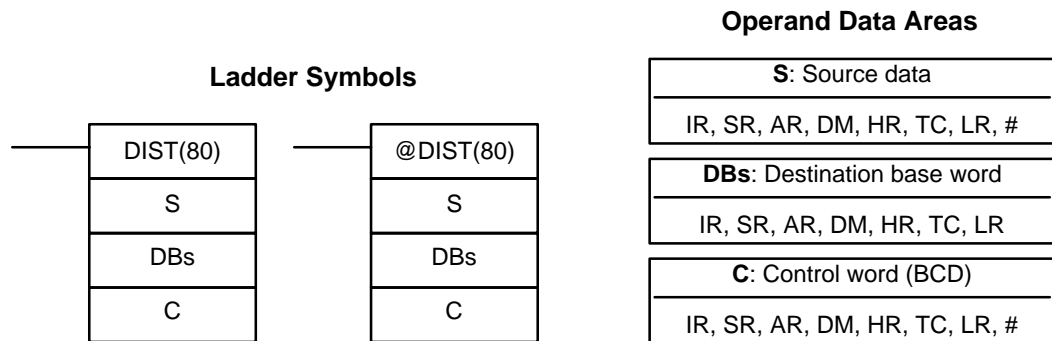 Operand Data Areas
Ladder Symbols
S: Source data
IR, SR, AR, DM, HR, TC, LR, #
DIST(80)
@DIST(80)
DBs: Destination base word
S
S
IR, SR, AR, DM, HR, TC, LR
DBs
DBs
C: Control word (BCD)
C
C
IR, SR, AR, DM, HR, TC, LR, #